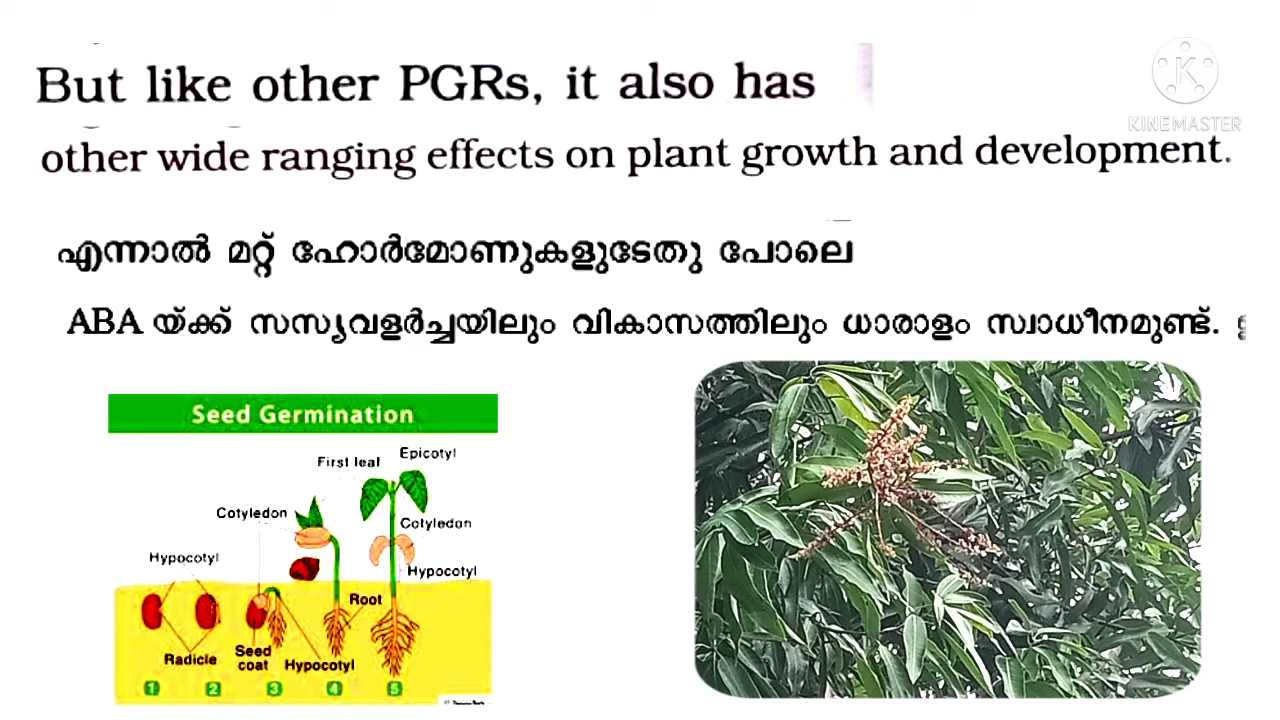 But like other PGRs, it also has
KINEMASTER
other wide ranging effects on plant growth and development.
എന്നാൽ മറ്റ് ഹോർമോണുകളുടേതു പോലെ
ABA യ്ക്ക് സസ്യവളർച്ചയിലും വികാസത്തിലും ധാരാളം സ്വാധീനമുണ്ട്.
Seed Germination
First leaf
Epicotyl
Cotyledon
Cotyledon
Hypocotyl
Hypocotyl
Root
Radicle
Seed coat
Hypocotyl
1 2 3 4 5